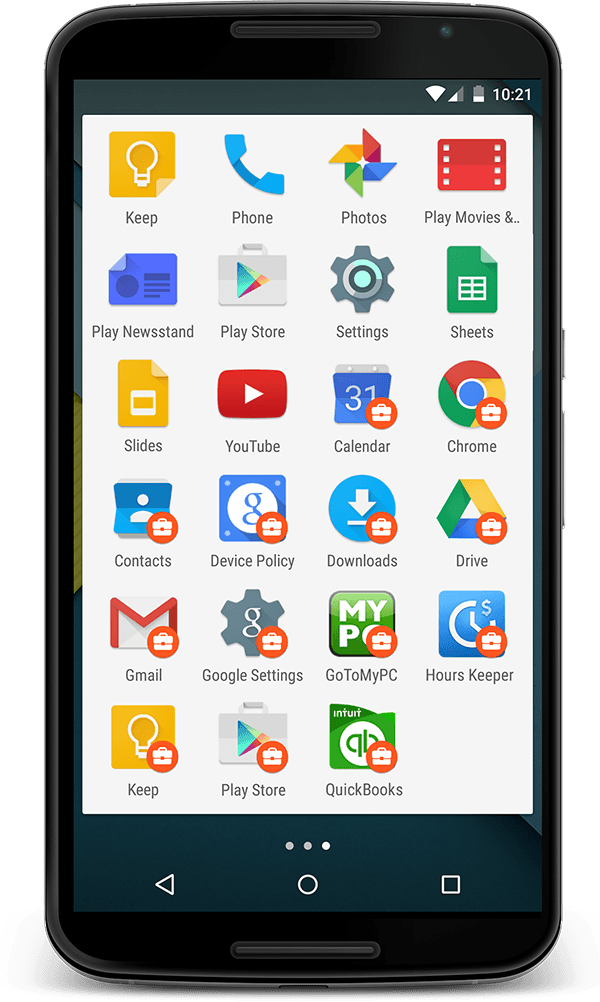 10:21
Keep
Phone
Photos
Play Movies &..
Play Newsstand
Play Store
Settings
Sheets
31
Slides
YouTube
Calendar
Chrome
g
Contacts
Device Policy
Downloads
Drive
g
MY
PC
$
Gmail
Google Settings
GoToMyPC
Hours Keeper
intuit
qb
Keep
Play Store
QuickBooks